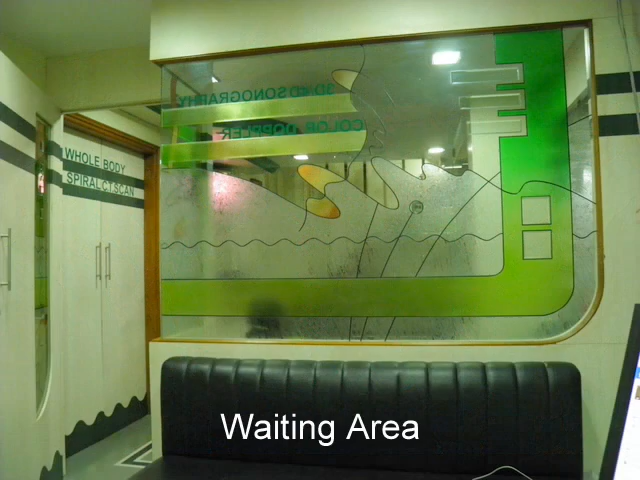 3D/4D SONOGRAPHY
COLOR DOPPLER
WHOLE BODY
SPIRAL CT SCAN
Waiting Area